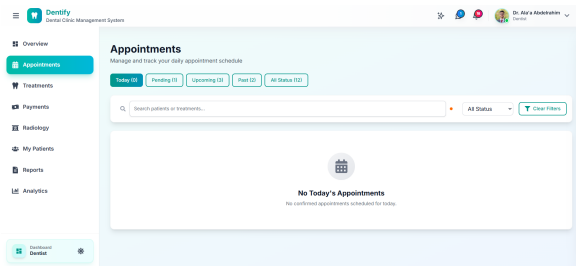 Dentify
Dental Clinic Management System
Dr. Ala'a Abdelrahim
Dentist
Overview
Appointments
Treatments
Payments
Radiology
My Patients
Reports
Analytics
Dashboard
Dentist
Appointments
Manage and track your daily appointment schedule
Today (0) Pending (1) Upcoming (3) Past (2) All Status (12)
Search patients or treatments... All Status Clear Filters
No Today's Appointments
No confirmed appointments scheduled for today.